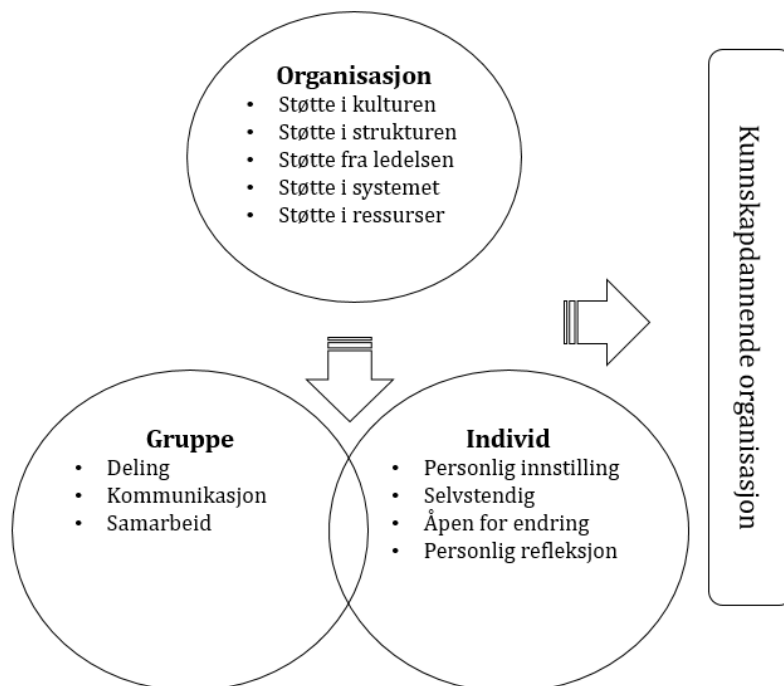 Organisasjon
• Støtte i kulturen
• Støtte i strukturen
• Støtte fra ledelsen
• Støtte i systemet
• Støtte i ressurser
Gruppe
• Deling
• Kommunikasjon
• Samarbeid
Individ
• Personlig innstilling
• Selvstendig
• Åpen for endring
• Personlig refleksjon
Kunnskapdannende organisasjon